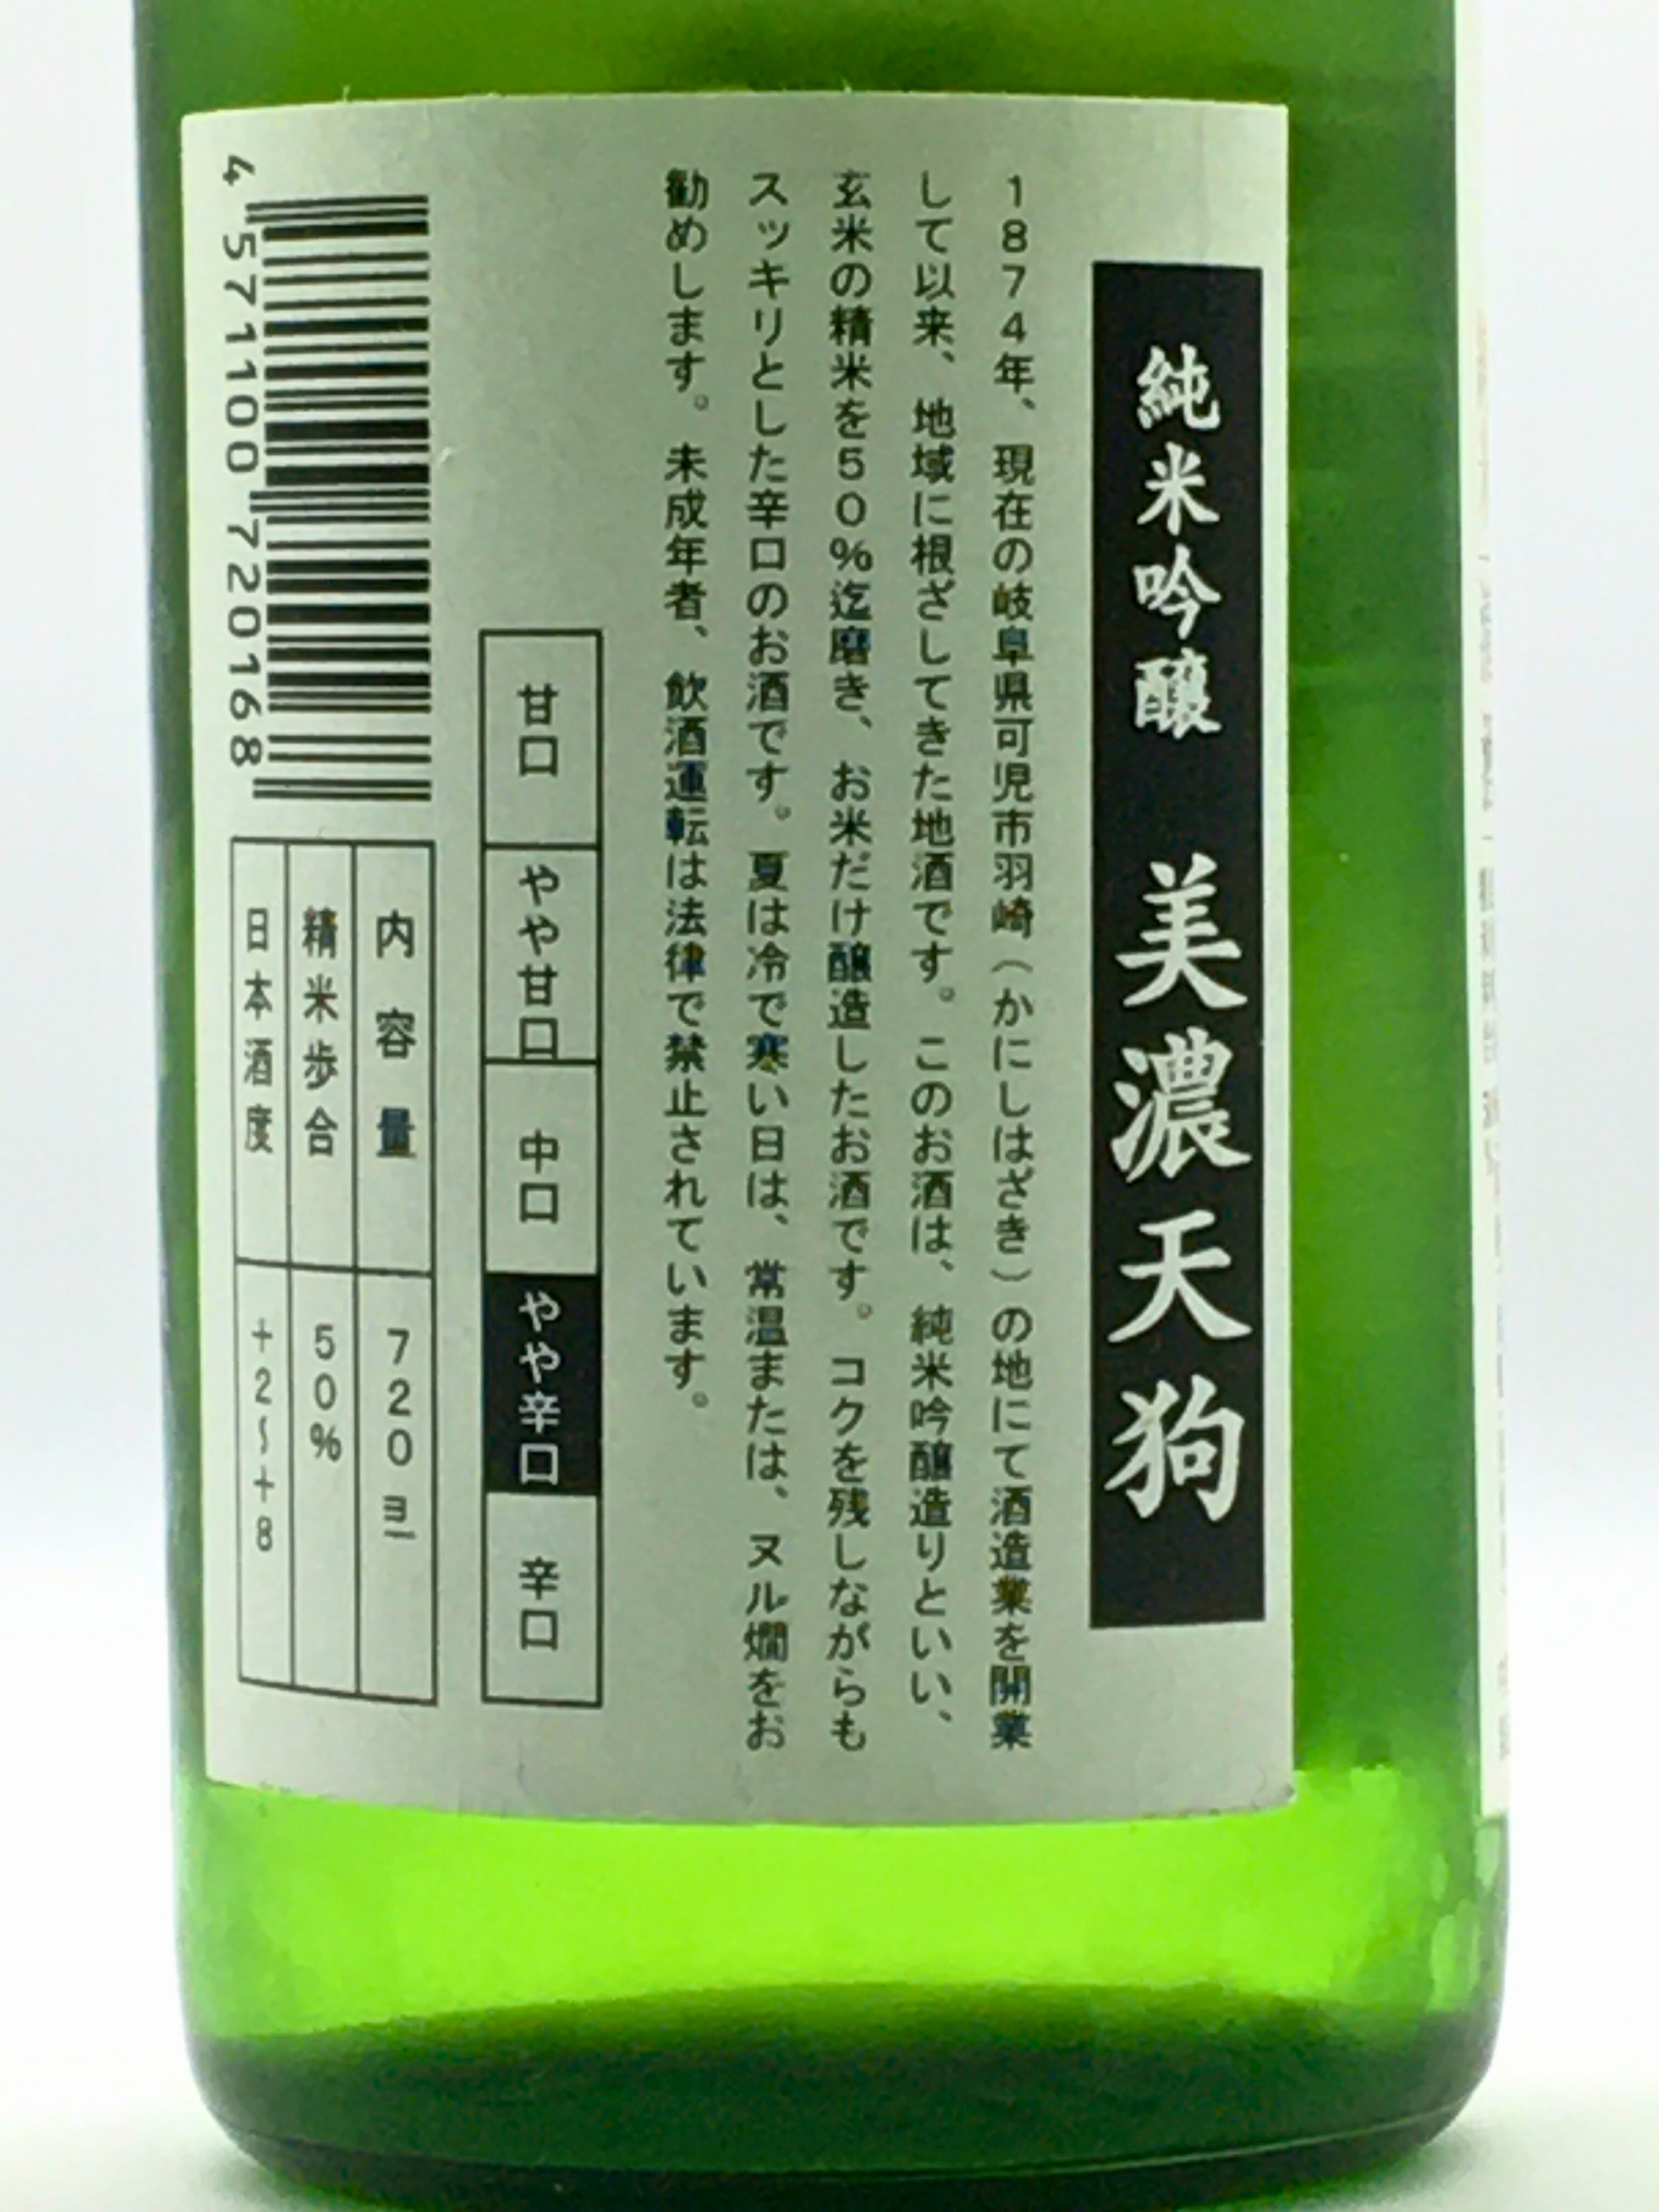 純米吟醸 美濃天狗
1874年、現在の岐阜県可児市羽崎（かにしはざき）の地にて酒造業を開業
して以来、地域に根ざしてきた地酒です。このお酒は、純米吟醸造りといい、
玄米の精米を50%迄磨き、お米だけ醸造したお酒です。コクを残しながらも
スッキリとした辛口のお酒です。夏は冷で寒い日は、常温または、ヌル燗をお
勧めします。未成年者、飲酒運転は法律で禁止されています。
甘口
やや甘口
中口
やや辛口
辛口
内容量 720㎖
精米歩合 50%
日本酒度 +2~+8
4 571100 720168